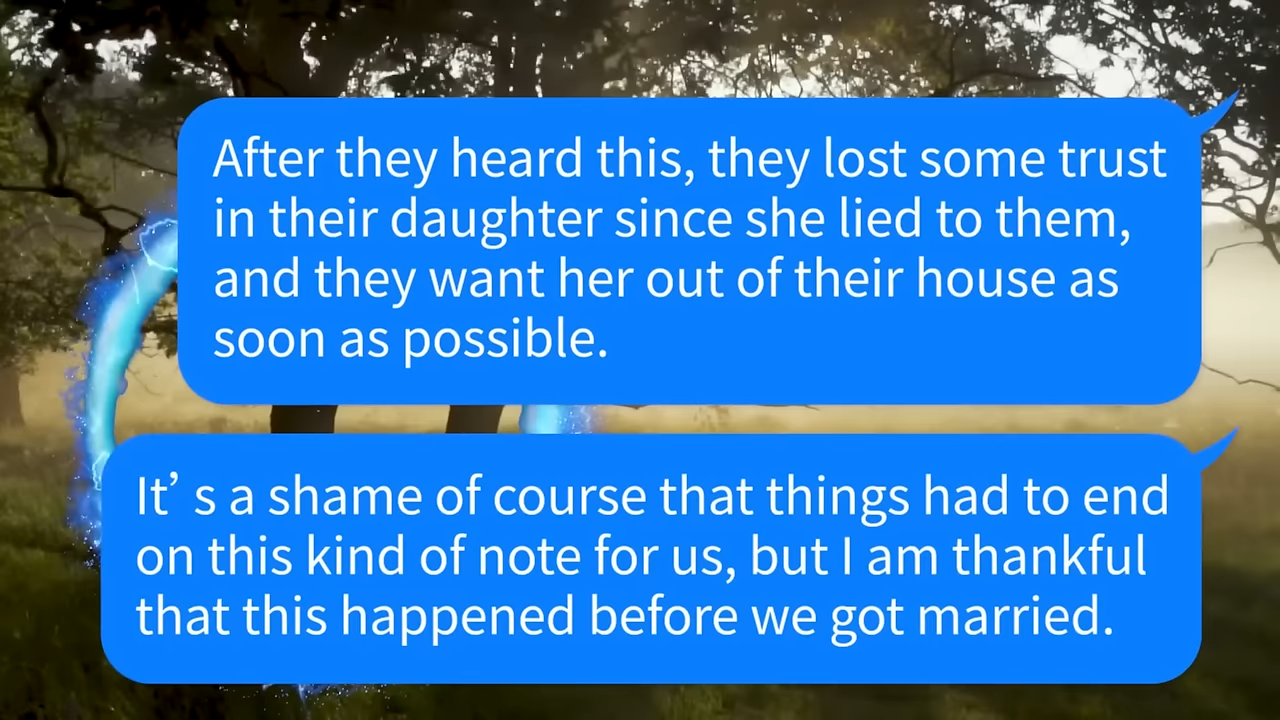 After they heard this, they lost some trust
in their daughter since she lied to them,
and they want her out of their house as
soon as possible.
It’ s a shame of course that things had to end
on this kind of note for us, but I am thankful
that this happened before we got married.